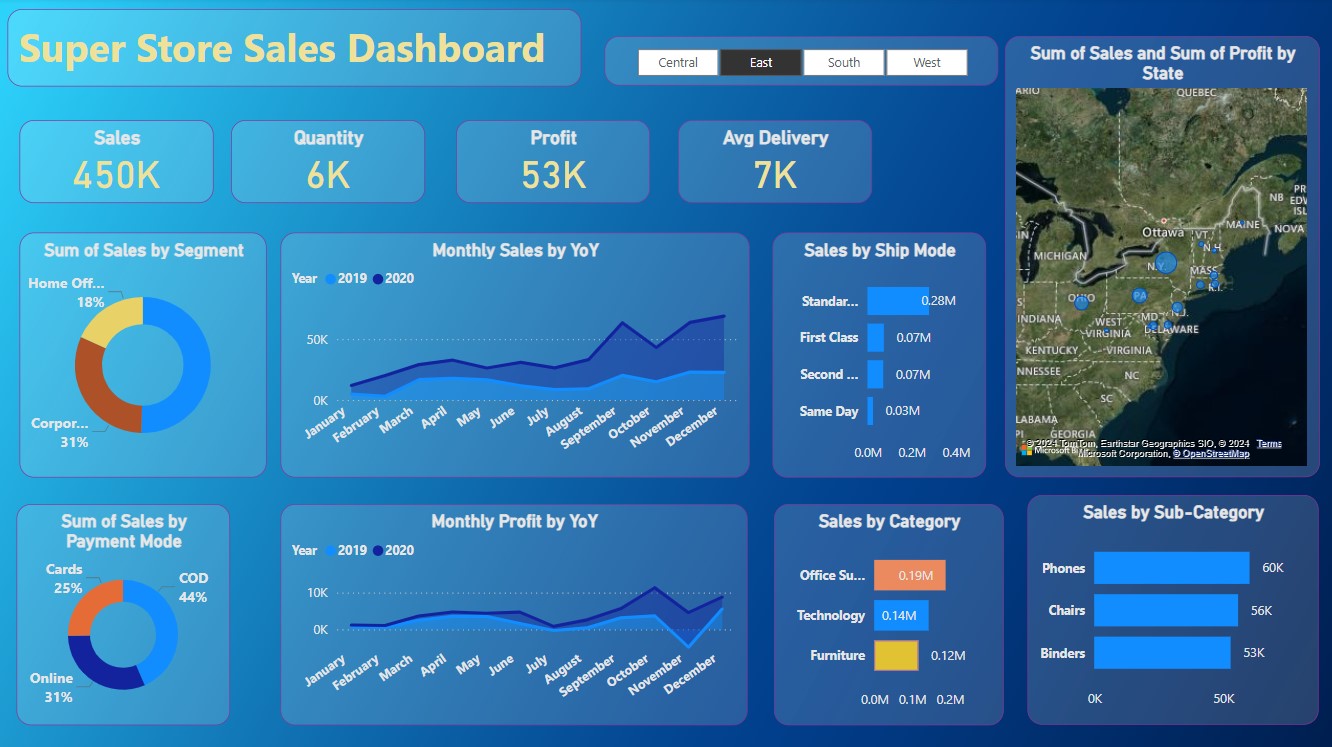 Super Store Sales Dashboard
Central
East
South
West
Sales
450K
Quantity
6K
Profit
53K
Avg Delivery
7K
Sum of Sales and Sum of Profit by
State
ARIO
QUEBEC
NB
PR
EDW
ISL
Ottawa
MAINE
NOVA
VT.
N.H.
MICHIGAN
N.Y.
MASS.
R.I.
OHIO
PA
N.J.
INDIANA
MD
DELAWARE
WEST
VIRGINIA
KENTUCKY
VIRGINIA
NNESSEE
NC
SC
LABAMA
GEORGIA
© 2024 TomTom, Earthstar Geographics SIO, © 2024 Terms
Microsoft Corporation, © OpenStreetMap
Sum of Sales by Segment
Home Off...
18%
Corpor...
31%
Monthly Sales by YoY
Year 2019 2020
50K
0K
January
February
March
April
May
June
July
August
September
October
November
December
Sales by Ship Mode
Standar...
0.28M
First Class
0.07M
Second ...
0.07M
Same Day
0.03M
0.0M 0.2M 0.4M
Sum of Sales by
Payment Mode
Cards
25%
COD
44%
Online
31%
Monthly Profit by YoY
Year 2019 2020
10K
0K
January
February
March
April
May
June
July
August
September
October
November
December
Sales by Category
Office Su...
0.19M
Technology
0.14M
Furniture
0.12M
0.0M 0.1M 0.2M
Sales by Sub-Category
Phones
60K
Chairs
56K
Binders
53K
0K
50K